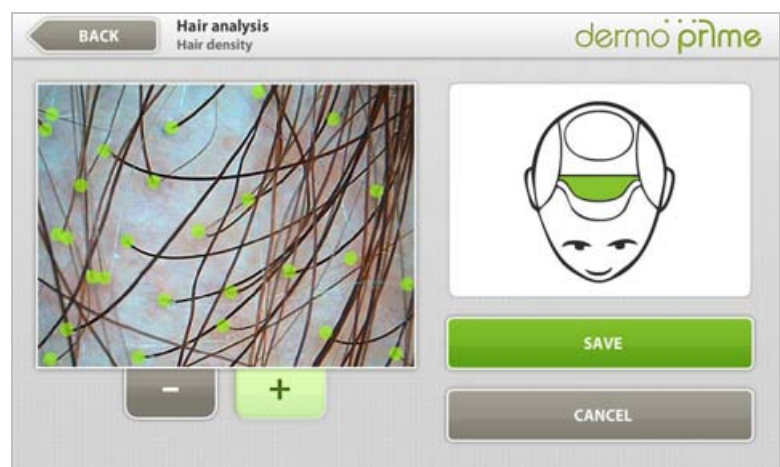 BACK
Hair analysis
Hair density
dermo prime
−
+
SAVE
CANCEL